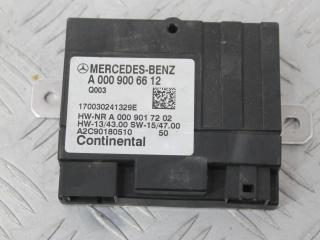 MERCEDES-BENZ
A 000 900 66 12
Q003
170030241329E
HW-NR A 000 901 72 02
HW-13/43.00 SW-15/47.00
A2C90180510 50
Continental